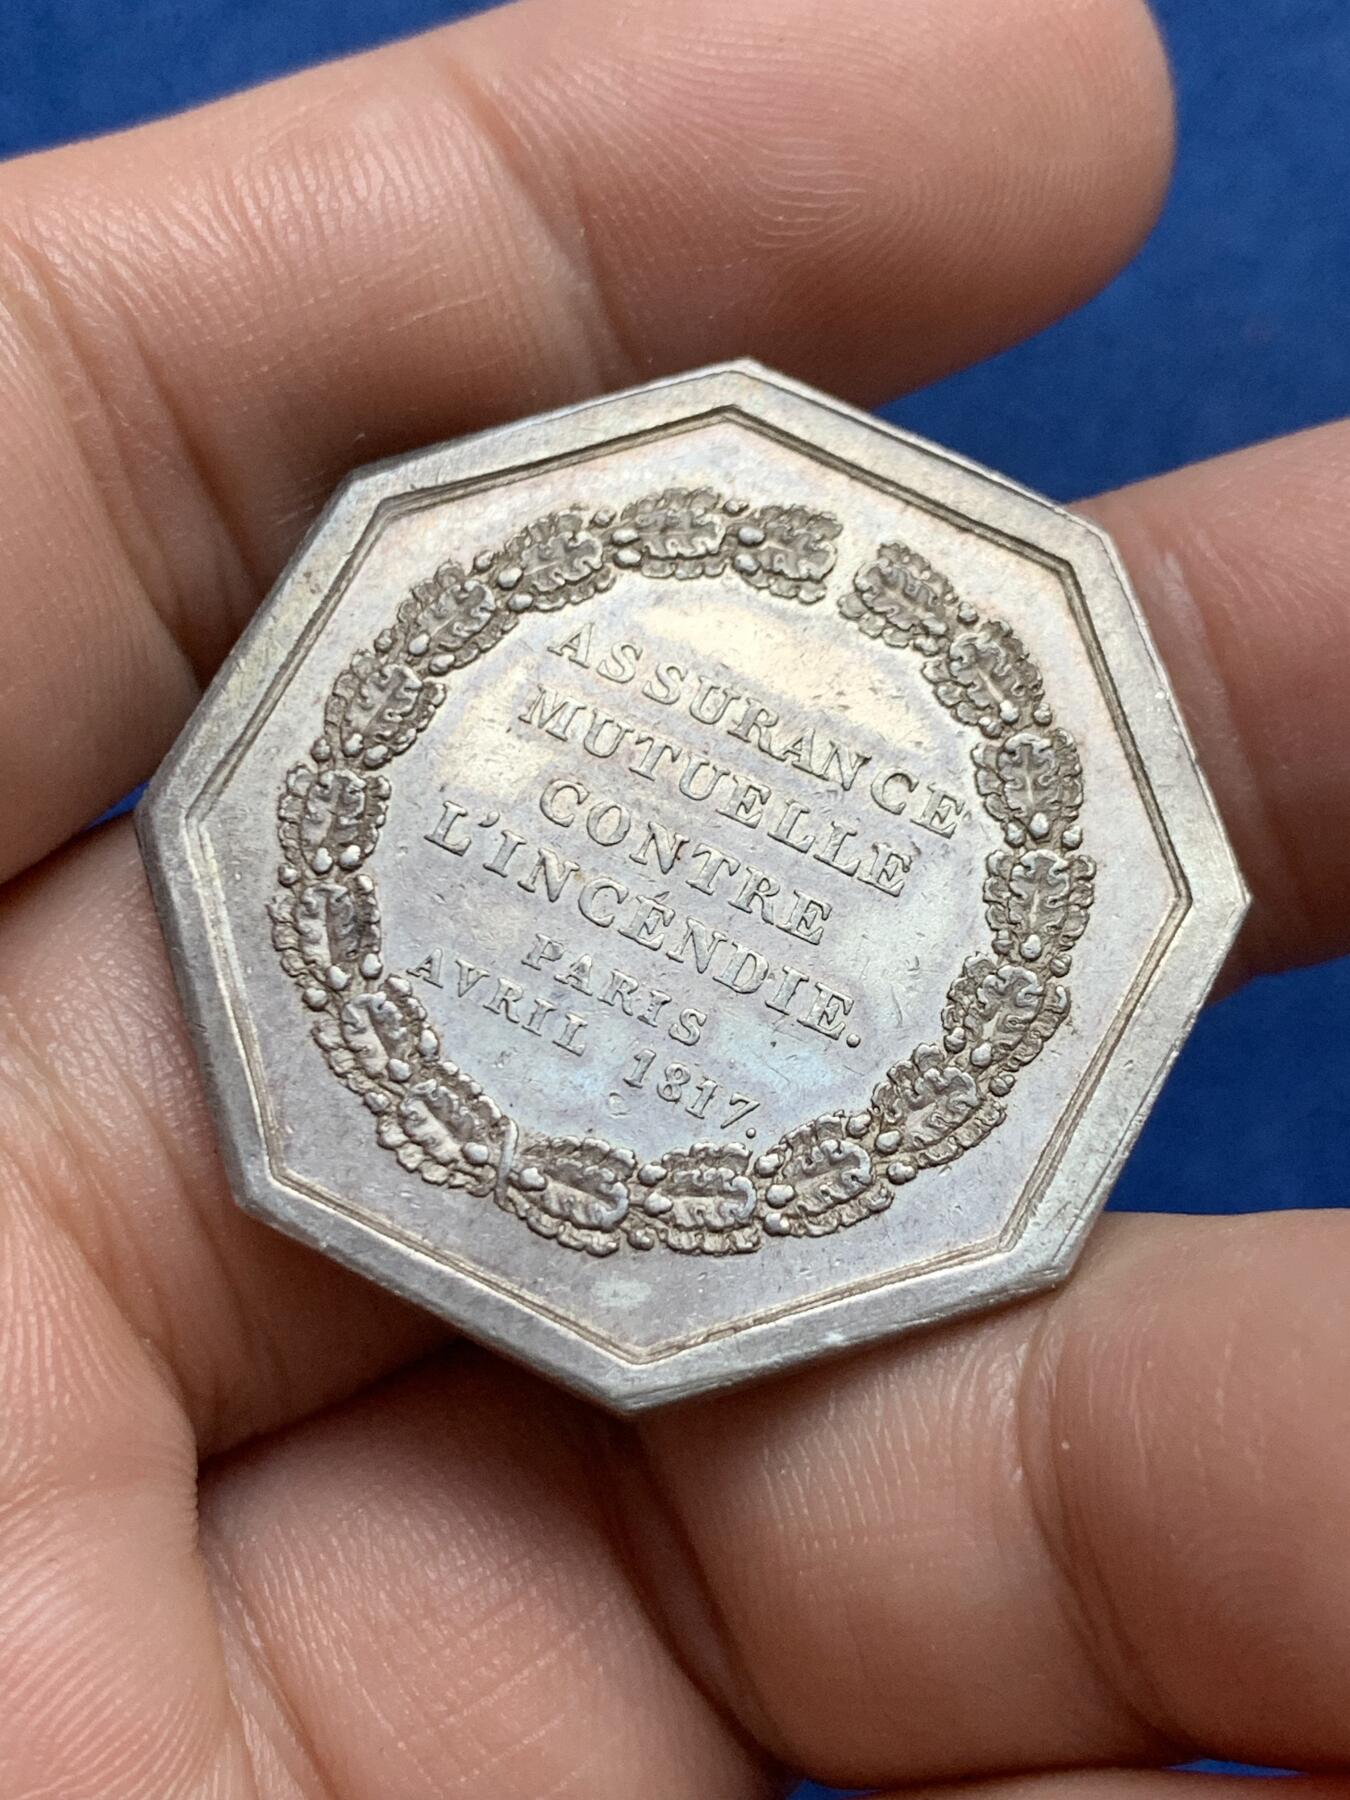 ASSURANCE
MUTUELLE
CONTRE
L'INCÉNDIE.
PARIS
AVRIL 1817.